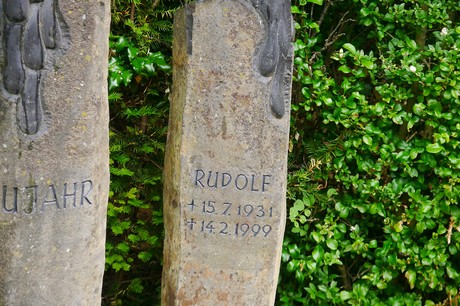 UJAHR
RUDOLF
+ 15.7.1931
✝ 14.2.1999